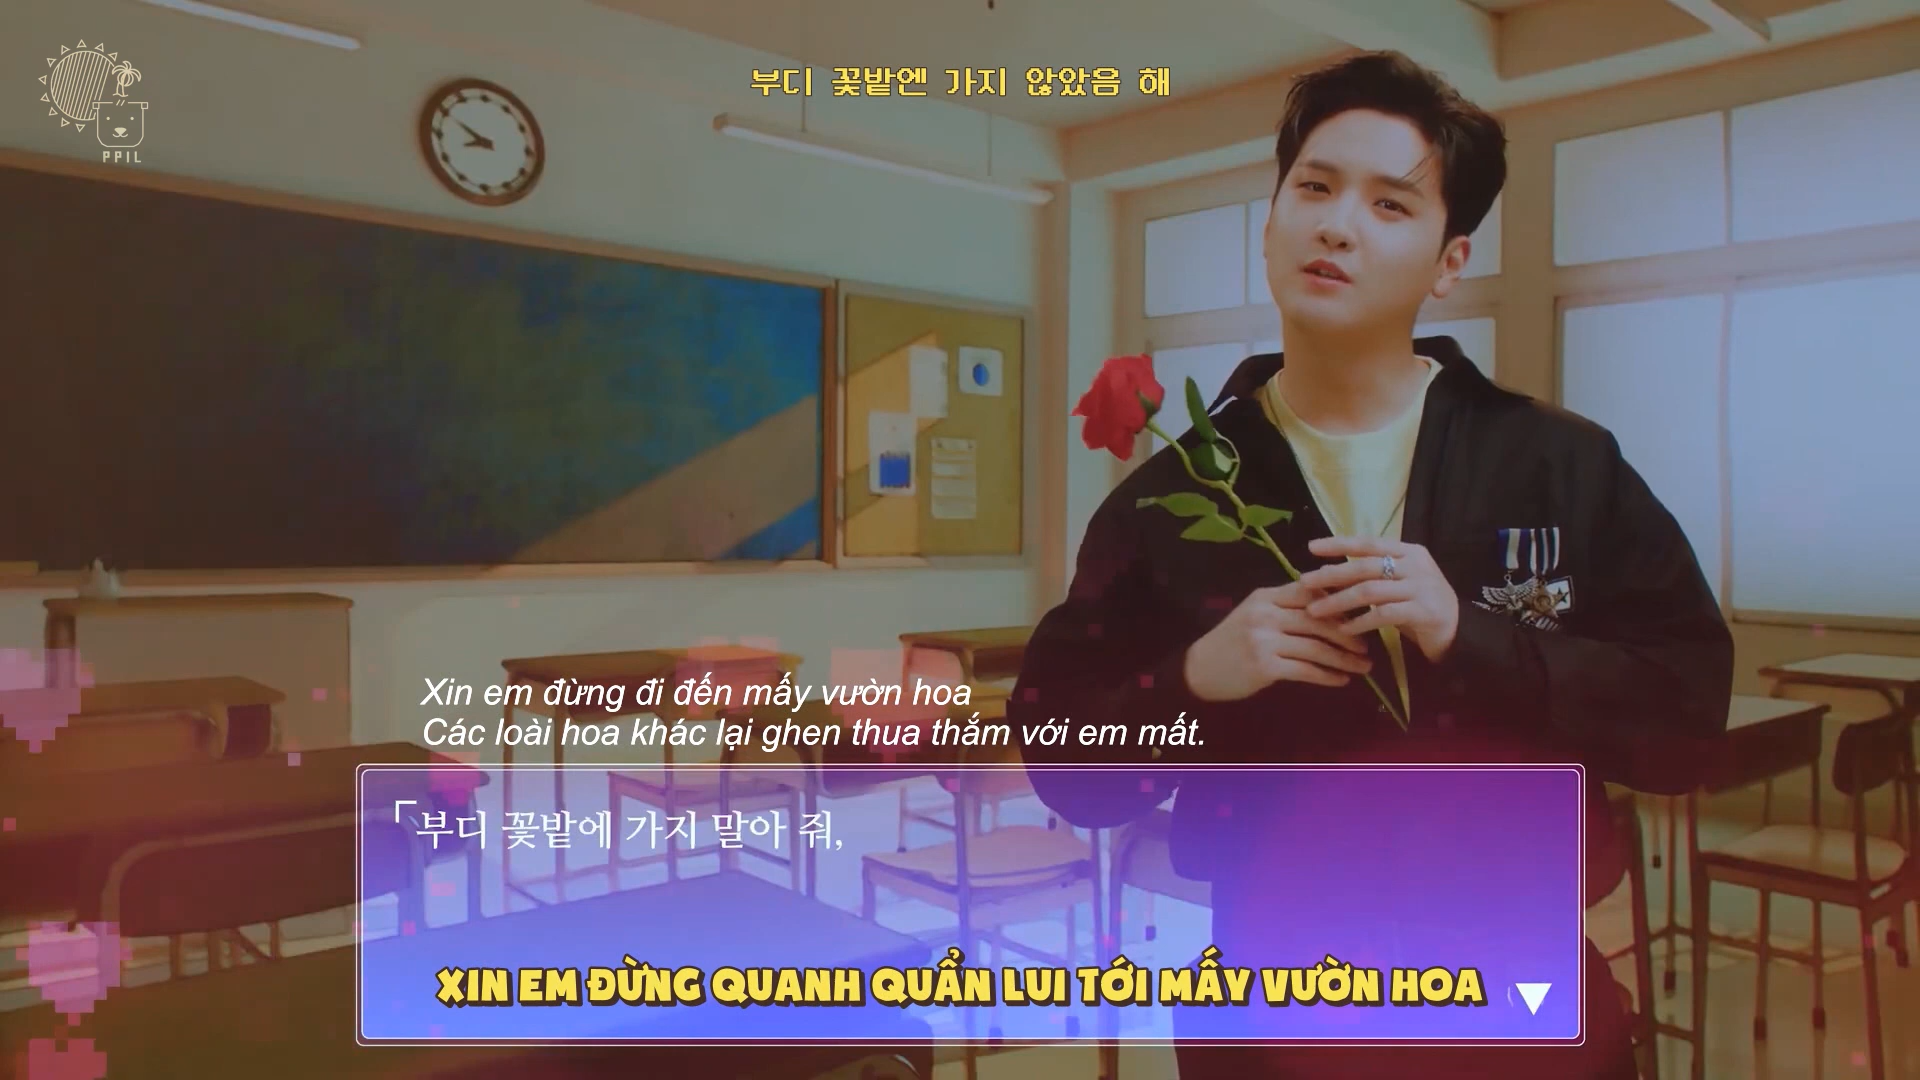 PPIL
부디 꽃밭엔 가지 않았음 해
Xin em đừng đi đến mấy vườn hoa
Các loài hoa khác lại ghen thua thắm với em mất.
「부디 꽃밭에 가지 말아 줘,
XIN EM ĐỪNG QUANH QUẨN LUI TỚI MẤY VƯỜN HOA